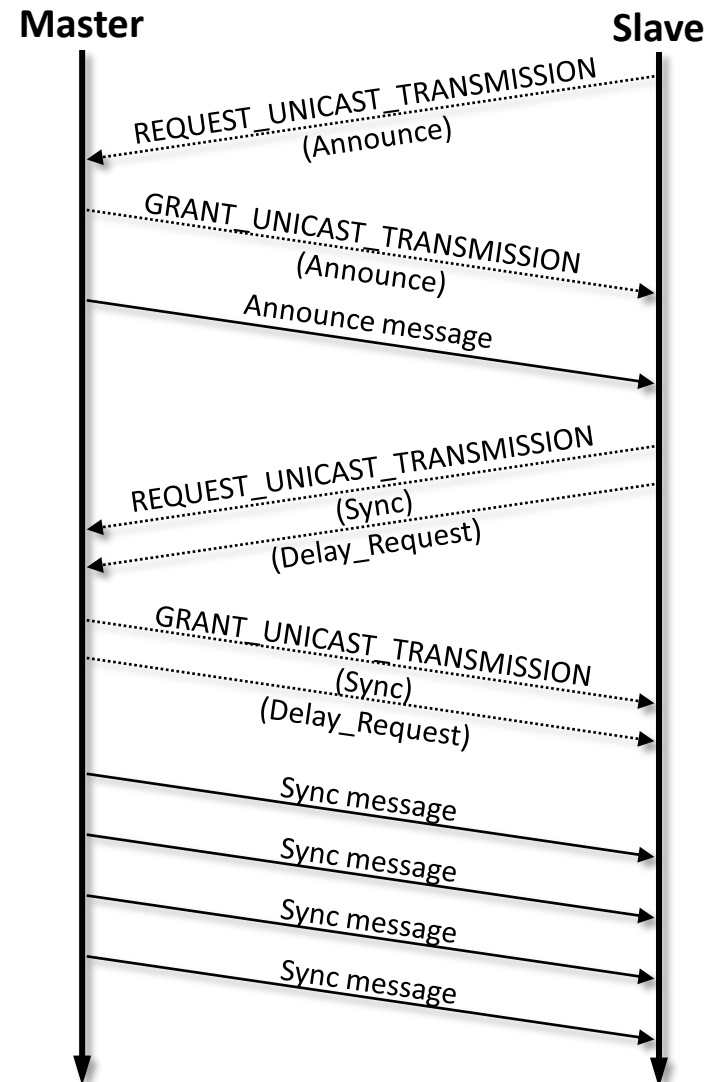 Master
Slave
REQUEST_UNICAST_TRANSMISSION
(Announce)
GRANT_UNICAST_TRANSMISSION
(Announce)
Announce message
REQUEST_UNICAST_TRANSMISSION
(Sync)
(Delay_Request)
GRANT_UNICAST_TRANSMISSION
(Sync)
(Delay_Request)
Sync message
Sync message
Sync message
Sync message